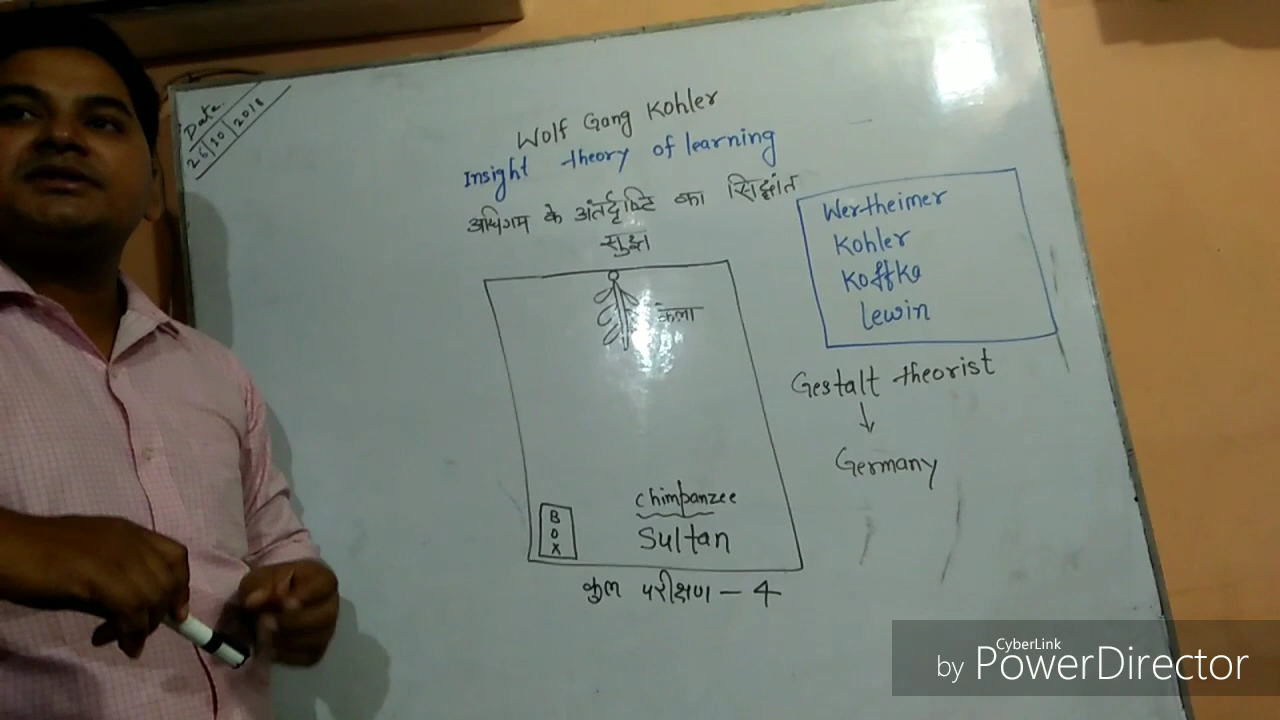 Date.
26/10/2018
Wolf Gang Kohler
Insight theory of learning
अधिगम के अंतर्दृष्टि का सिद्धांत
सुझ
केला
BOX
Chimpanzee
Sultan
कुल परीक्षण - 4
Wertheimer
Kohler
Koffka
Lewin
Gestalt theorist
↓
Germany
CyberLink
by PowerDirector